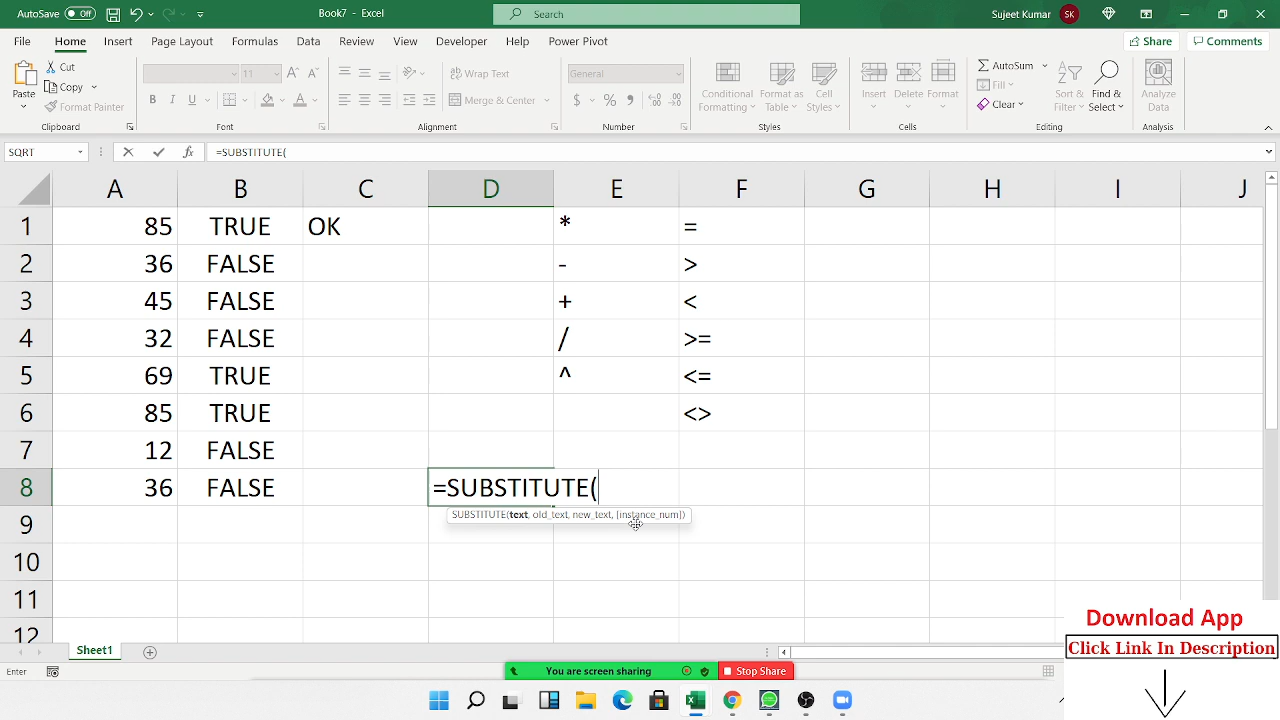 AutoSave Off Book7 - Excel Search Sujeet Kumar SK
File Home Insert Page Layout Formulas Data Review View Developer Help Power Pivot Share Comments
Paste Cut Copy Format Painter
11 Wrap Text Merge & Center General
Conditional Formatting Format as Table Cell Styles Insert Delete Format
AutoSum Fill Clear Sort & Filter Find & Select Analyze Data
Clipboard Font Alignment Number Styles Cells Editing Analysis
SQRT fx =SUBSTITUTE(
A B C D E F G H I J
1 85 TRUE OK * =
2 36 FALSE - >
3 45 FALSE + <
4 32 FALSE / >=
5 69 TRUE ^ <=
6 85 TRUE <>
7 12 FALSE
8 36 FALSE =SUBSTITUTE(
SUBSTITUTE(text, old_text, new_text, [instance_num])
9
10
11
12
Download App
Click Link In Description
Sheet1
Enter You are screen sharing Stop Share